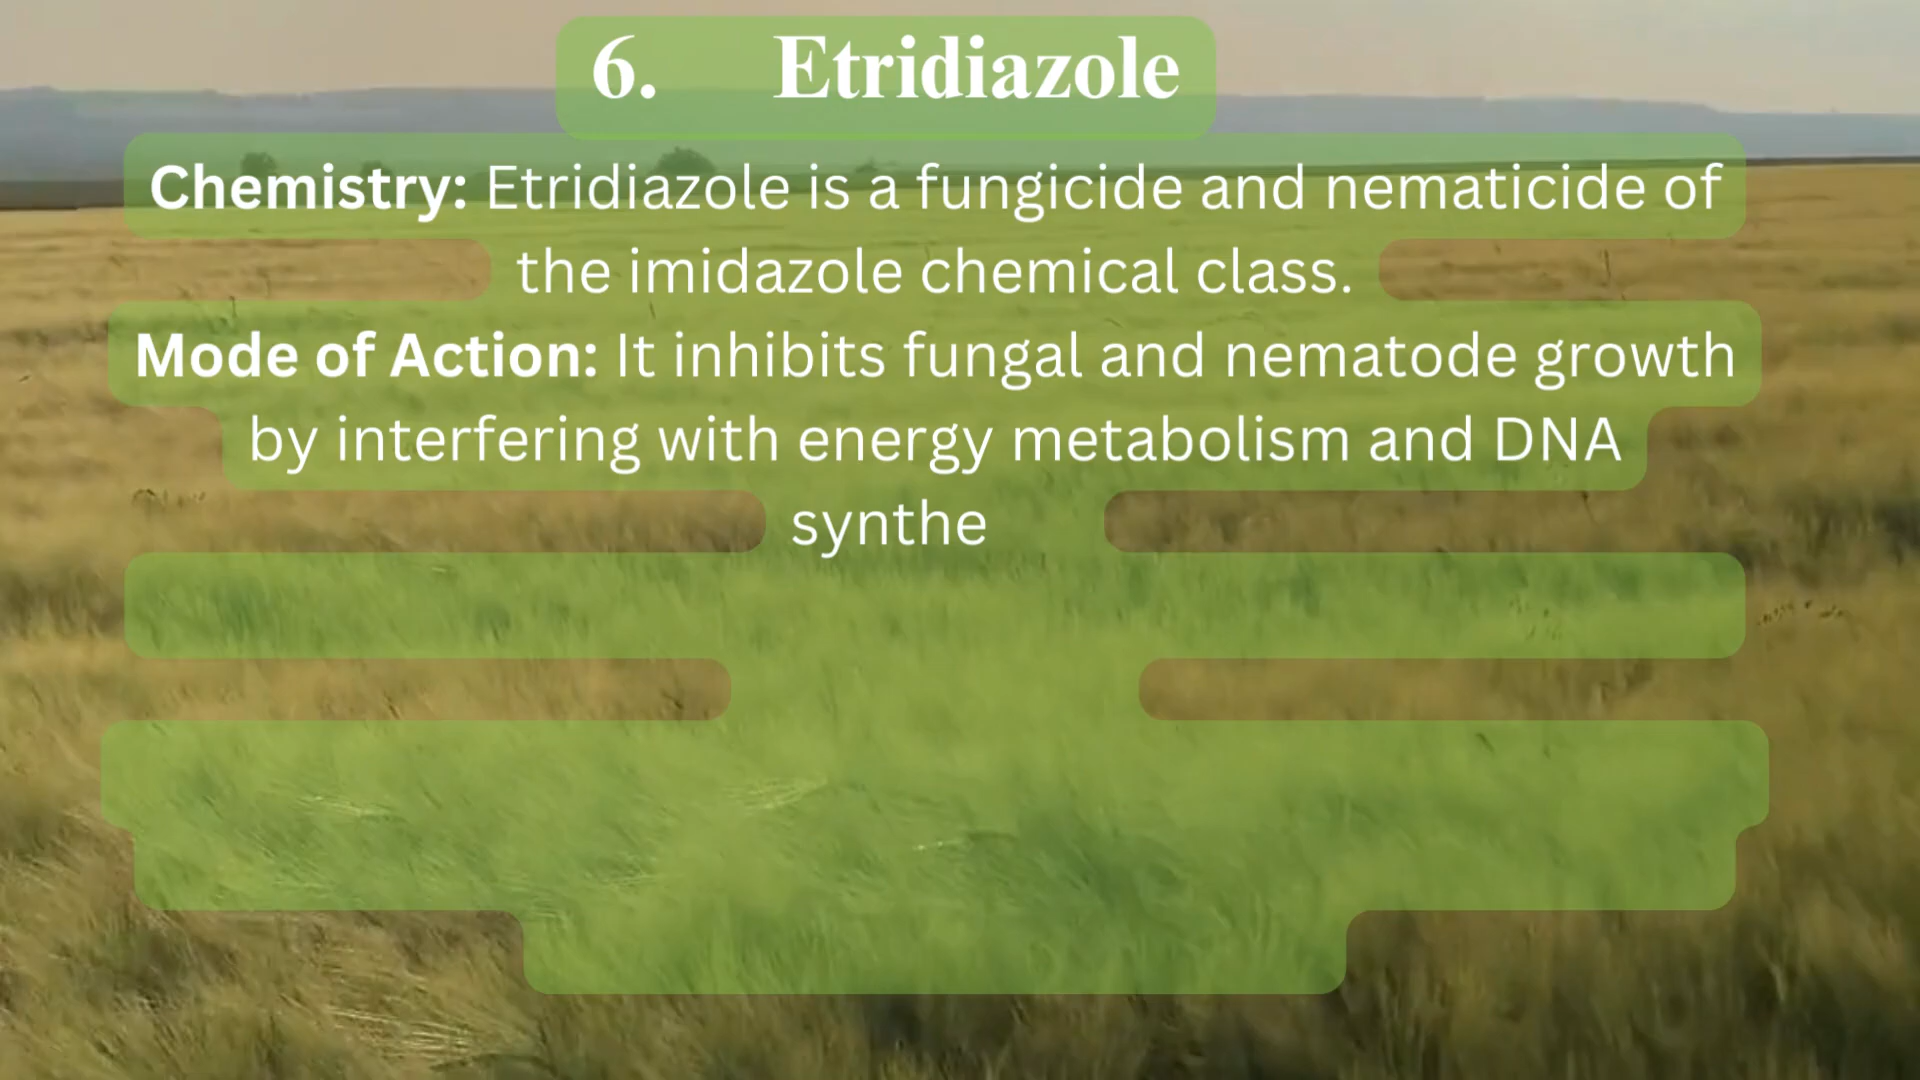 6. Etridiazole
Chemistry: Etridiazole is a fungicide and nematicide of
the imidazole chemical class.
Mode of Action: It inhibits fungal and nematode growth
by interfering with energy metabolism and DNA
synthe